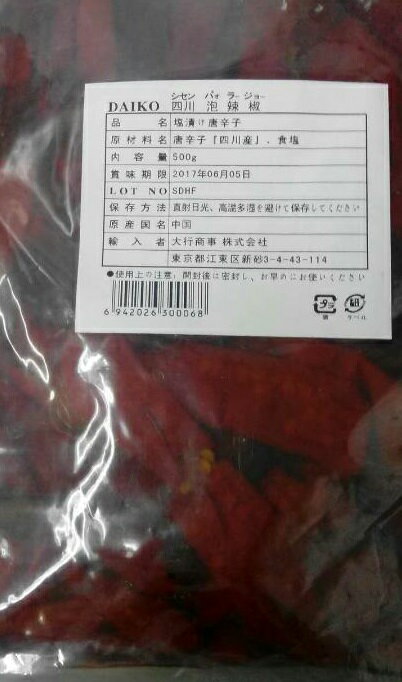 シセン パオ ラージョー
DAIKO 四川 泡 辣 椒
品 名 塩漬け唐辛子
原材料名 唐辛子「四川産」、食塩
内 容 量 500g
賞味期限 2017年06月05日
LOT NO SDHF
保存方法 直射日光、高温多湿を避けて保存してください
原産国名 中国
輸 入 者 大行商事 株式会社
東京都江東区新砂3-4-43-114
●使用上の注意:開封後は密封し、お早めにお使いください
6 942026 300068
プラ
袋 ラベル